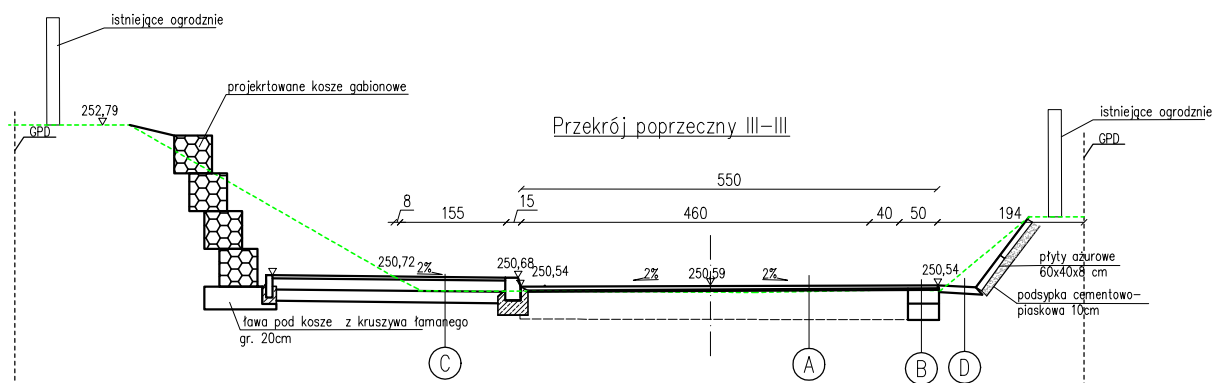 istniejące ogrodznie
projekrtowane kosze gabionowe
252,79
GPD
Przekrój poprzeczny III–III
istniejące ogrodznie
GPD
550
8
155
15
460
40
50
194
250,72
2%
250,68
250,54
2%
250,59
2%
250,54
płyty ażurowe
60x40x8 cm
podsypka cementowo–
piaskowa 10cm
ława pod kosze z kruszywa łamanego
gr. 20cm
C
A
B
D